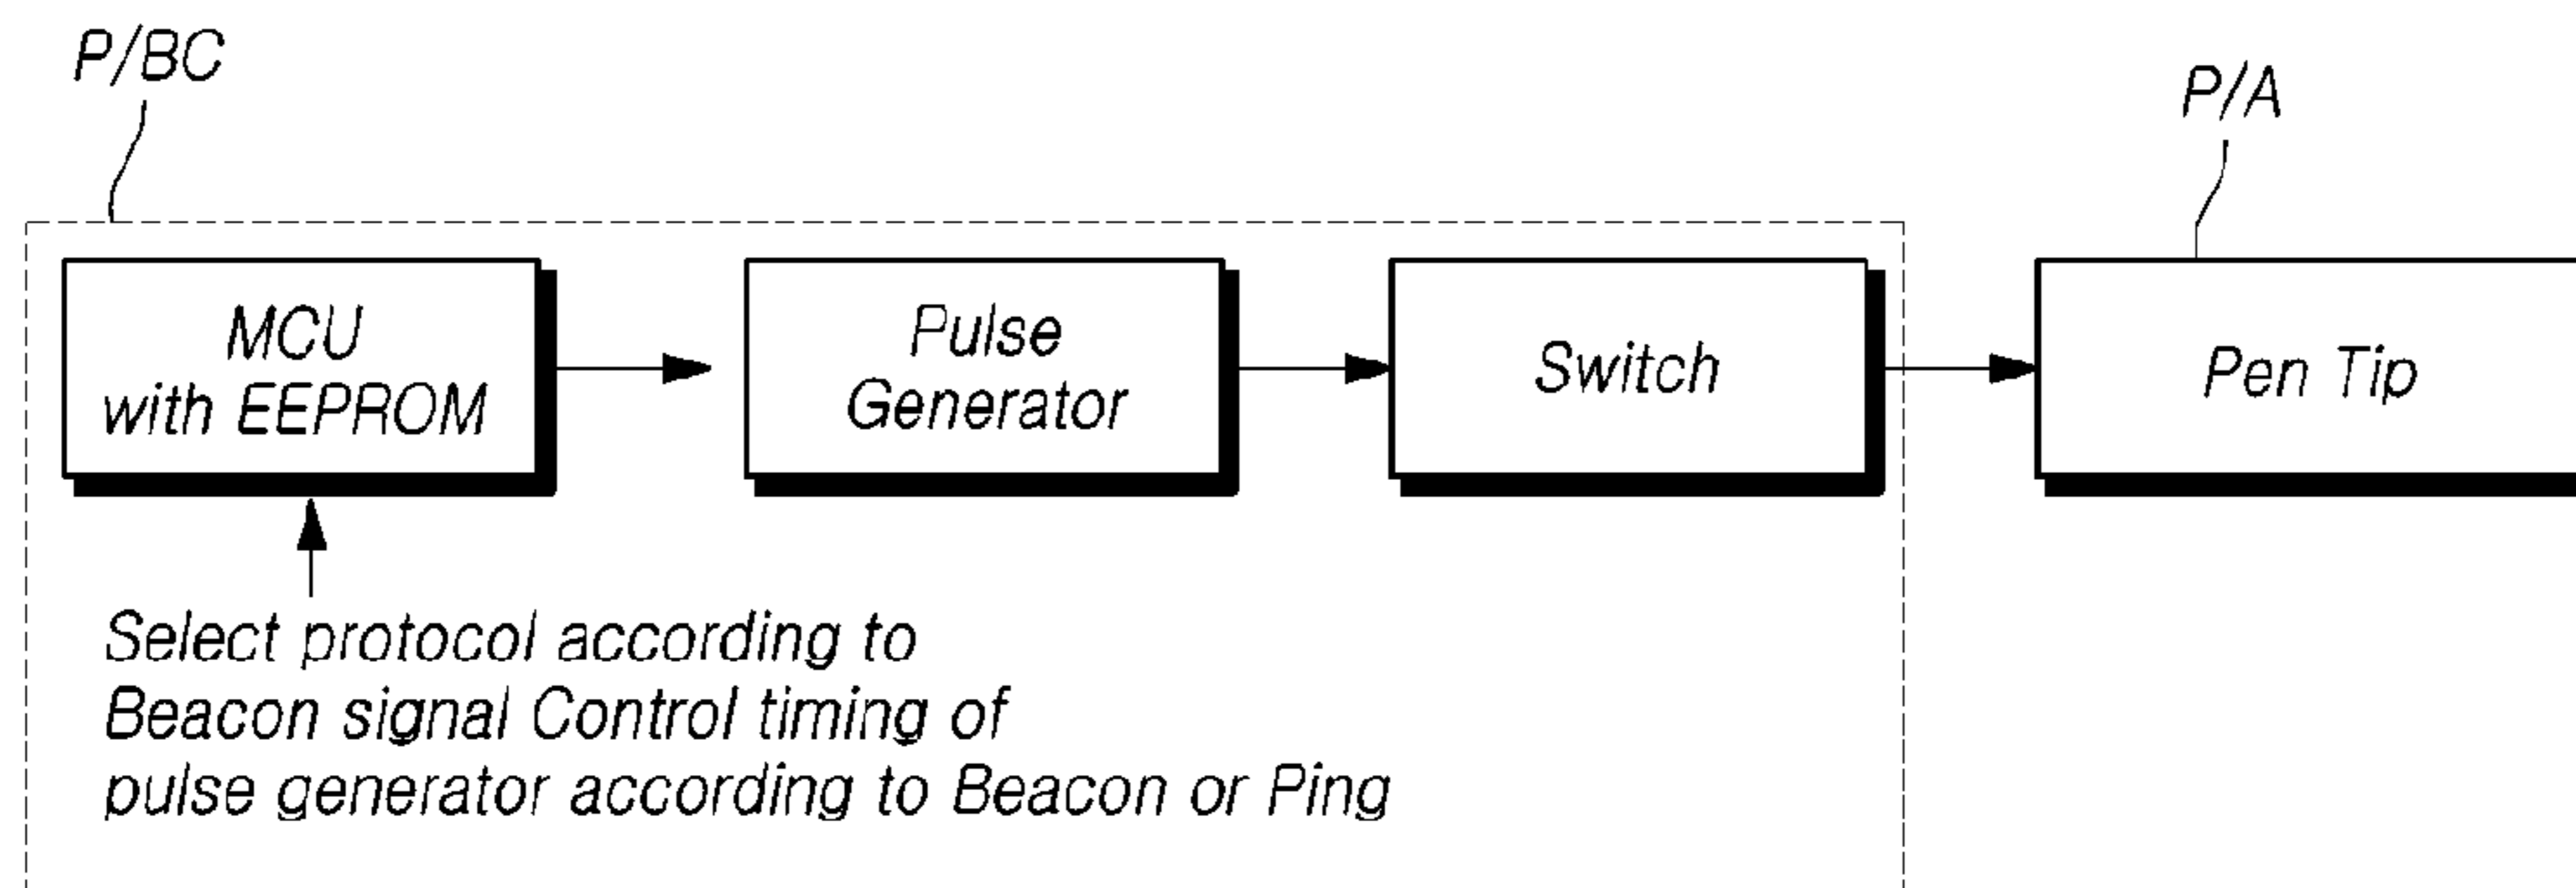 P/BC
P/A
MCU
with EEPROM
Pulse
Generator
Switch
Pen Tip
Select protocol according to
Beacon signal Control timing of
pulse generator according to Beacon or Ping